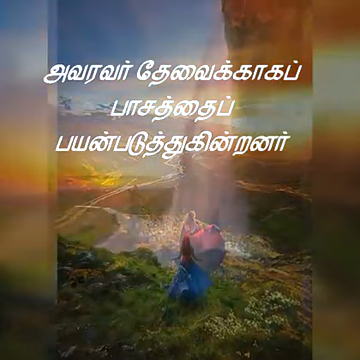 அவரவர் தேவைக்காகப்
பாசத்தைப்
பயன்படுத்துகின்றனர்